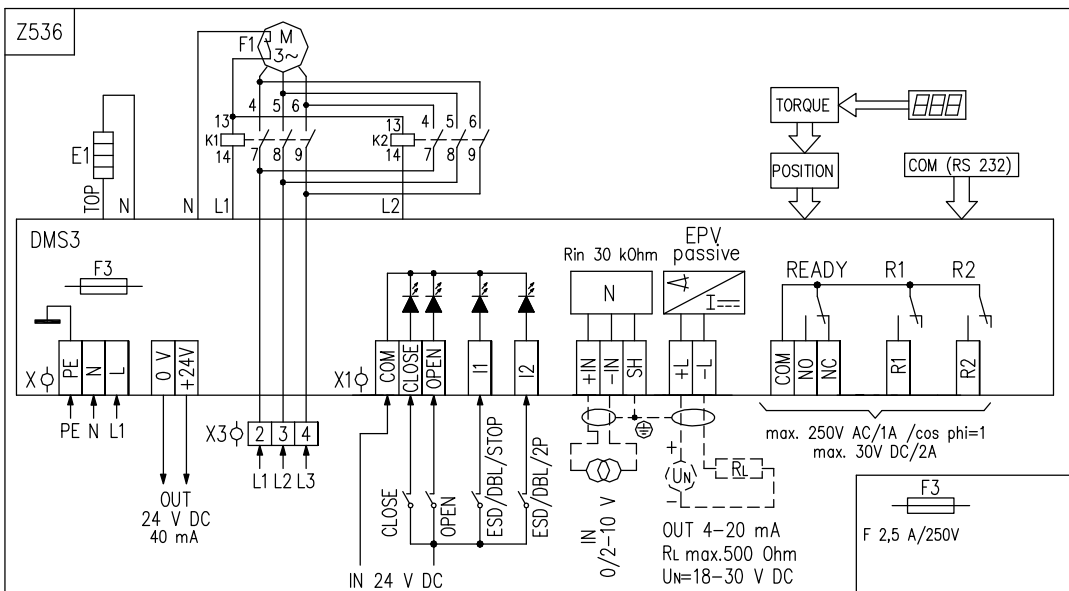 Z536
F1
M
3~
4 5 6
13
K1
14
7 8 9
4 5 6
13
K2
14
7 8 9
E1
TOP
N
N
L1
L2
TORQUE
POSITION
COM (RS 232)
DMS3
F3
Rin 30 kOhm
N
EPV
passive
I
READY
R1
R2
X
PE
N
L
0 V
+24V
X1
COM
CLOSE
OPEN
I1
I2
+IN
-IN
SH
+L
-L
COM
NO
NC
R1
R2
PE N L1
X3
2 3 4
L1 L2 L3
OUT
24 V DC
40 mA
CLOSE
OPEN
ESD/DBL/STOP
ESD/DBL/2P
IN 24 V DC
IN
0/2-10 V
+
UN
-
RL
OUT 4-20 mA
RL max.500 Ohm
UN=18-30 V DC
max. 250V AC/1A /cos phi=1
max. 30V DC/2A
F3
F 2,5 A/250V